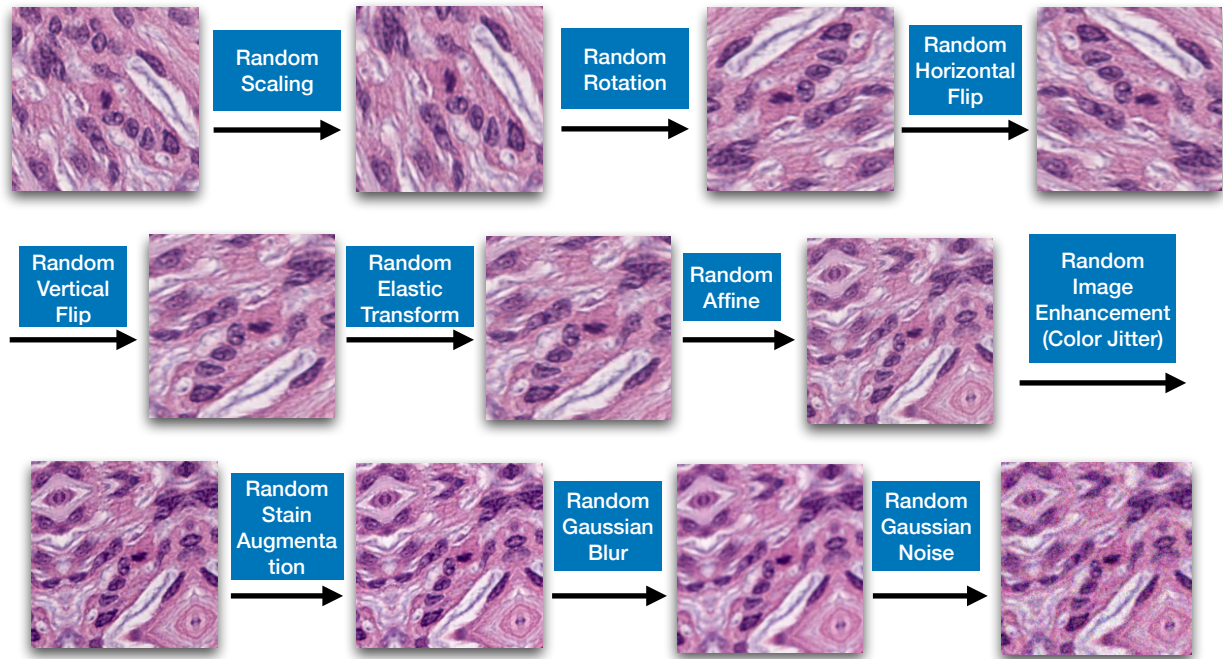 Random
Scaling
Random
Rotation
Random
Horizontal
Flip
Random
Vertical
Flip
Random
Elastic
Transform
Random
Affine
Random
Image
Enhancement
(Color Jitter)
Random
Stain
Augmenta
tion
Random
Gaussian
Blur
Random
Gaussian
Noise